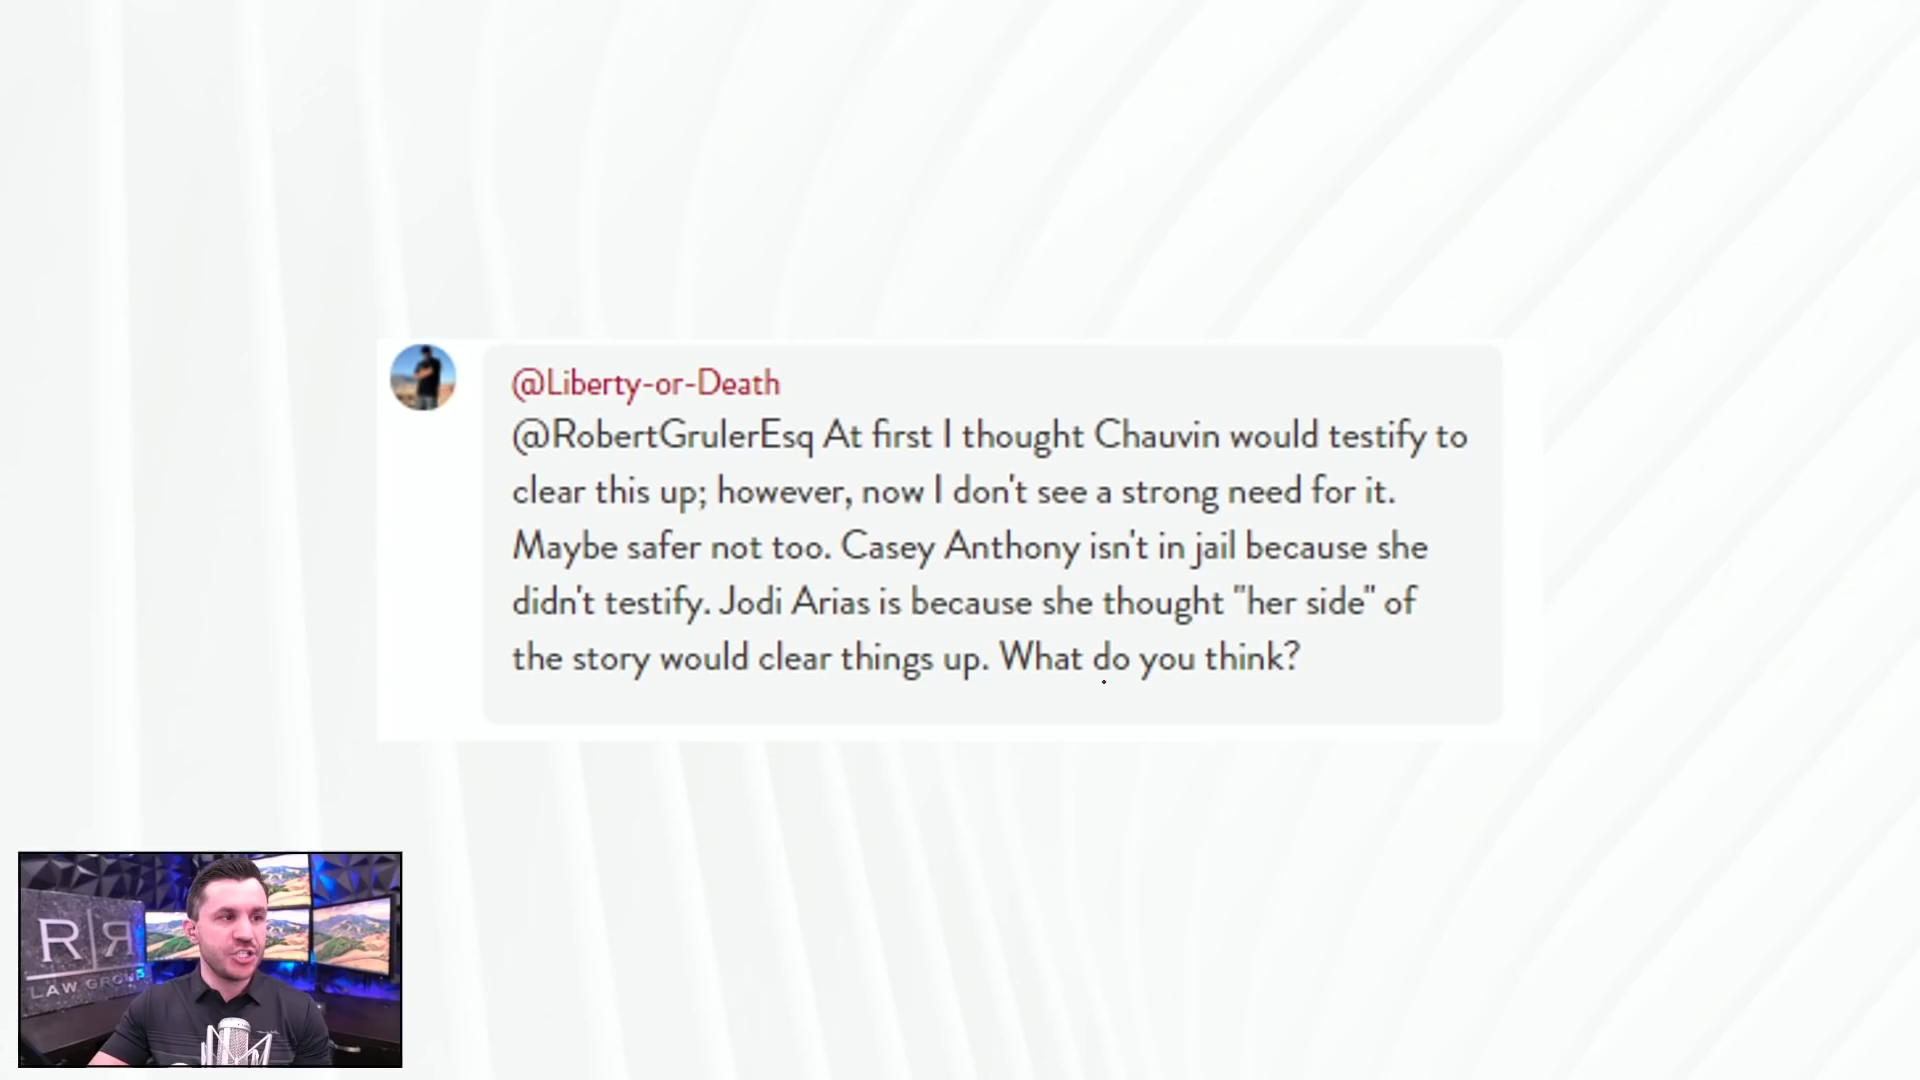 @Liberty-or-Death
@RobertGrulerEsq At first I thought Chauvin would testify to
clear this up; however, now I don't see a strong need for it.
Maybe safer not too. Casey Anthony isn't in jail because she
didn't testify. Jodi Arias is because she thought "her side" of
the story would clear things up. What do you think?
R|Я
LAW GROUP